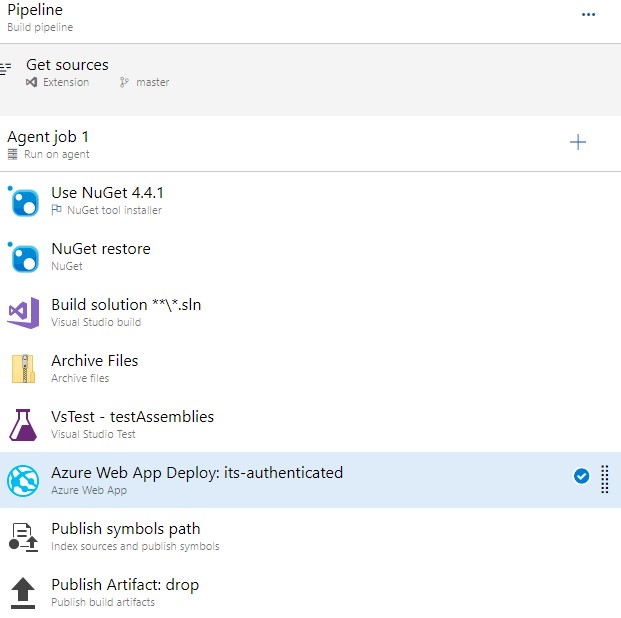 Pipeline
Build pipeline
Get sources
Extension master
Agent job 1
Run on agent
Use NuGet 4.4.1
NuGet tool installer
NuGet restore
NuGet
Build solution **\*.sln
Visual Studio build
Archive Files
Archive files
VsTest - testAssemblies
Visual Studio Test
Azure Web App Deploy: its-authenticated
Azure Web App
Publish symbols path
Index sources and publish symbols
Publish Artifact: drop
Publish build artifacts